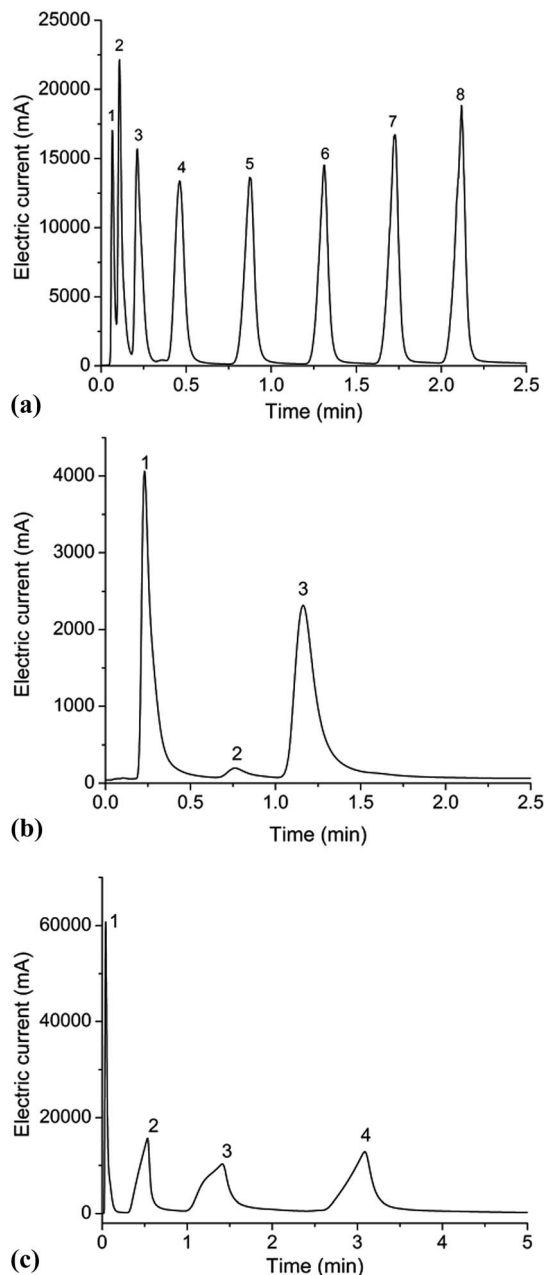 25000
20000
15000
10000
5000
0
Electric current (mA)
1
2
3
4
5
6
7
8
0.0 0.5 1.0 1.5 2.0 2.5
Time (min)
(a)
4000
3000
2000
1000
0
Electric current (mA)
1
2
3
0.0 0.5 1.0 1.5 2.0 2.5
Time (min)
(b)
60000
40000
20000
0
Electric current (mA)
1
2
3
4
0 1 2 3 4 5
Time (min)
(c)